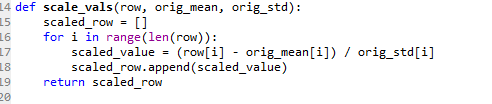 14 def scale_vals(row, orig_mean, orig_std):
15     scaled_row = []
16     for i in range(len(row)):
17         scaled_value = (row[i] - orig_mean[i]) / orig_std[i]
18         scaled_row.append(scaled_value)
19     return scaled_row
20